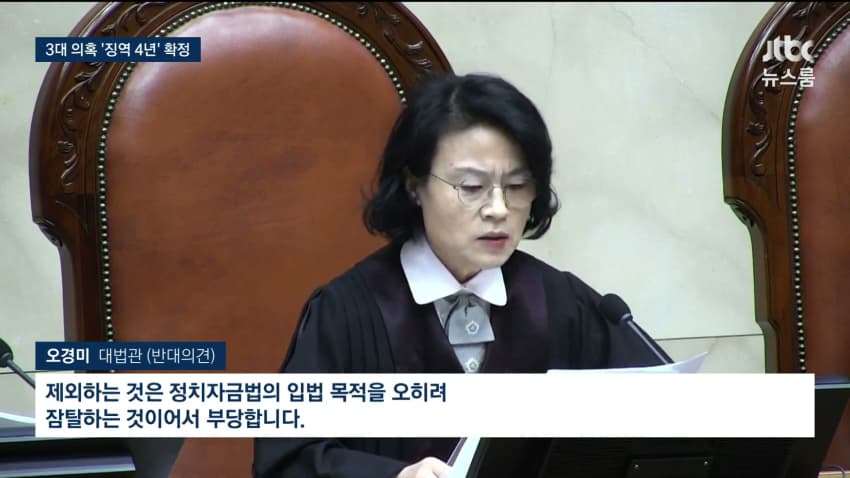 3대 의혹 '징역 4년' 확정
jtbc
뉴스룸
오경미 대법관 (반대의견)
제외하는 것은 정치자금법의 입법 목적을 오히려
잠탈하는 것이어서 부당합니다.